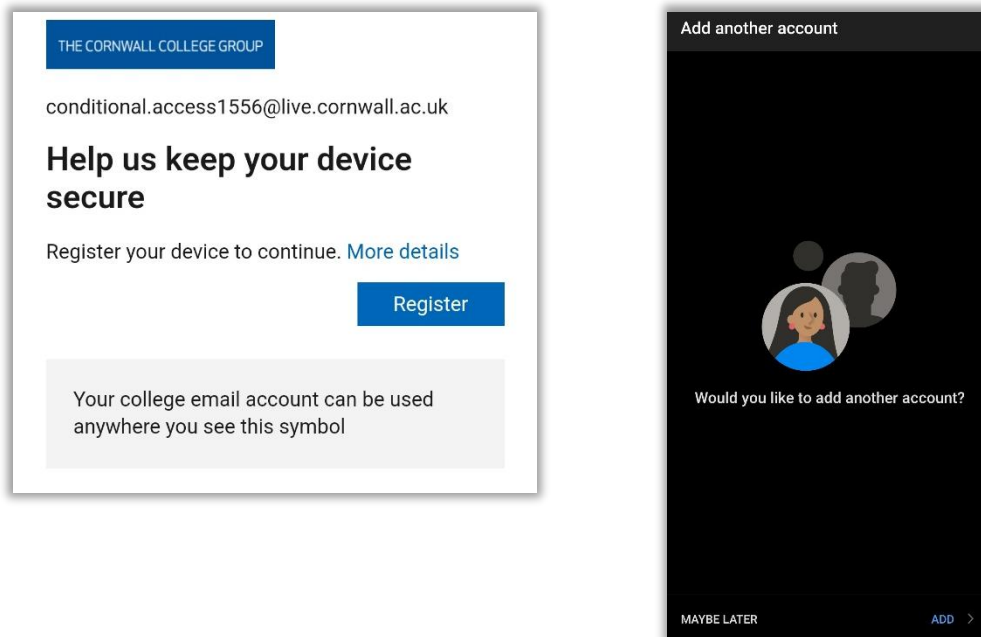 THE CORNWALL COLLEGE GROUP
conditional.access1556@live.cornwall.ac.uk
Help us keep your device
secure
Register your device to continue. More details
Register
Your college email account can be used
anywhere you see this symbol
Add another account
Would you like to add another account?
MAYBE LATER
ADD